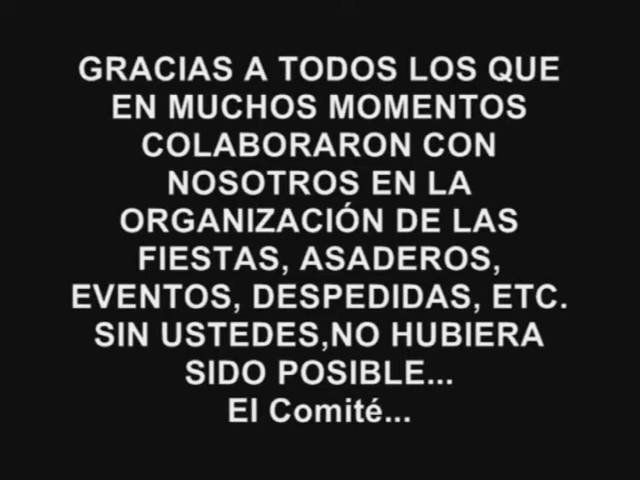 GRACIAS A TODOS LOS QUE
EN MUCHOS MOMENTOS
COLABORARON CON
NOSOTROS EN LA
ORGANIZACIÓN DE LAS
FIESTAS, ASADEROS,
EVENTOS, DESPEDIDAS, ETC.
SIN USTEDES,NO HUBIERA
SIDO POSIBLE...
El Comité...